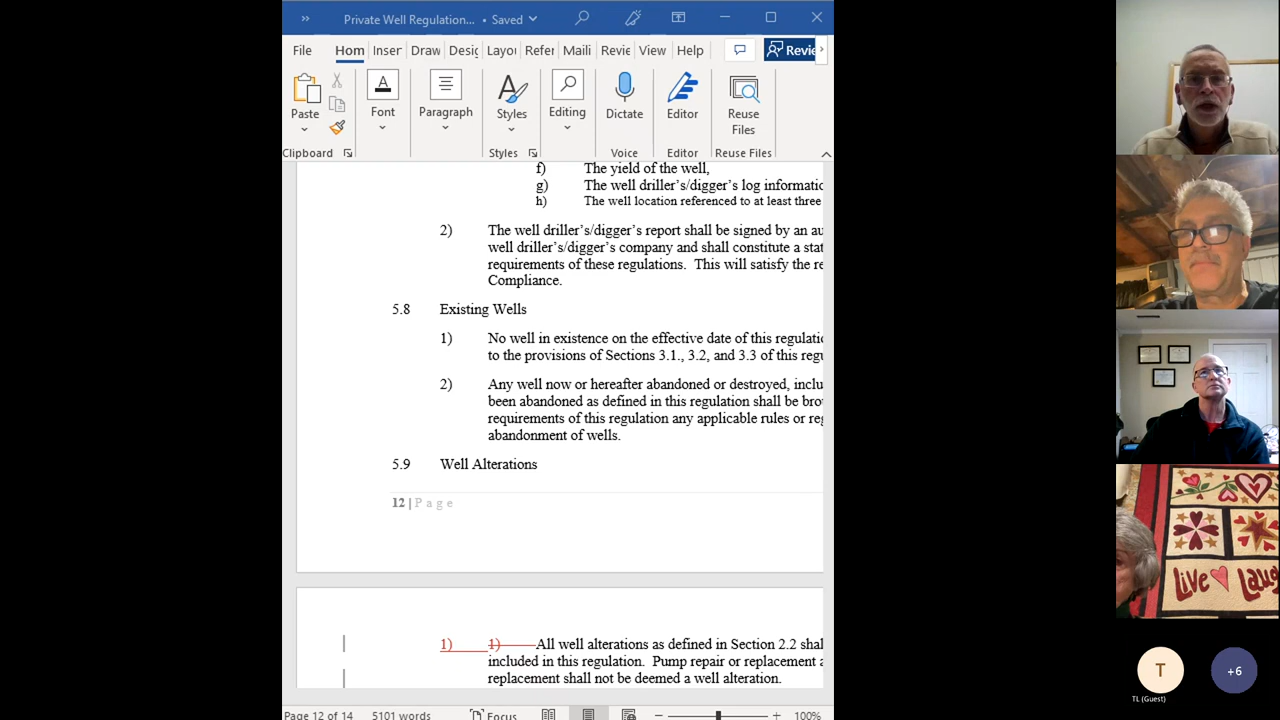 » Private Well Regulation... • Saved
File Hom Inser Draw Desig Layou Refer Maili Revie View Help Revie
Paste
Font
Paragraph
Styles
Editing
Dictate
Editor
Reuse Files
Clipboard Styles Voice Editor Reuse Files
f) The yield of the well,
g) The well driller's/digger's log informatio
h) The well location referenced to at least three
2) The well driller's/digger's report shall be signed by an au
well driller's/digger's company and shall constitute a stat
requirements of these regulations. This will satisfy the re
Compliance.
5.8 Existing Wells
1) No well in existence on the effective date of this regulatio
to the provisions of Sections 3.1., 3.2, and 3.3 of this regu
2) Any well now or hereafter abandoned or destroyed, inclu
been abandoned as defined in this regulation shall be brou
requirements of this regulation any applicable rules or reg
abandonment of wells.
5.9 Well Alterations
12 | Page
1) 1) All well alterations as defined in Section 2.2 shal
included in this regulation. Pump repair or replacement a
replacement shall not be deemed a well alteration.
Page 12 of 14 5101 words Focus 100%
Live Laug
T
TL (Guest)
+6